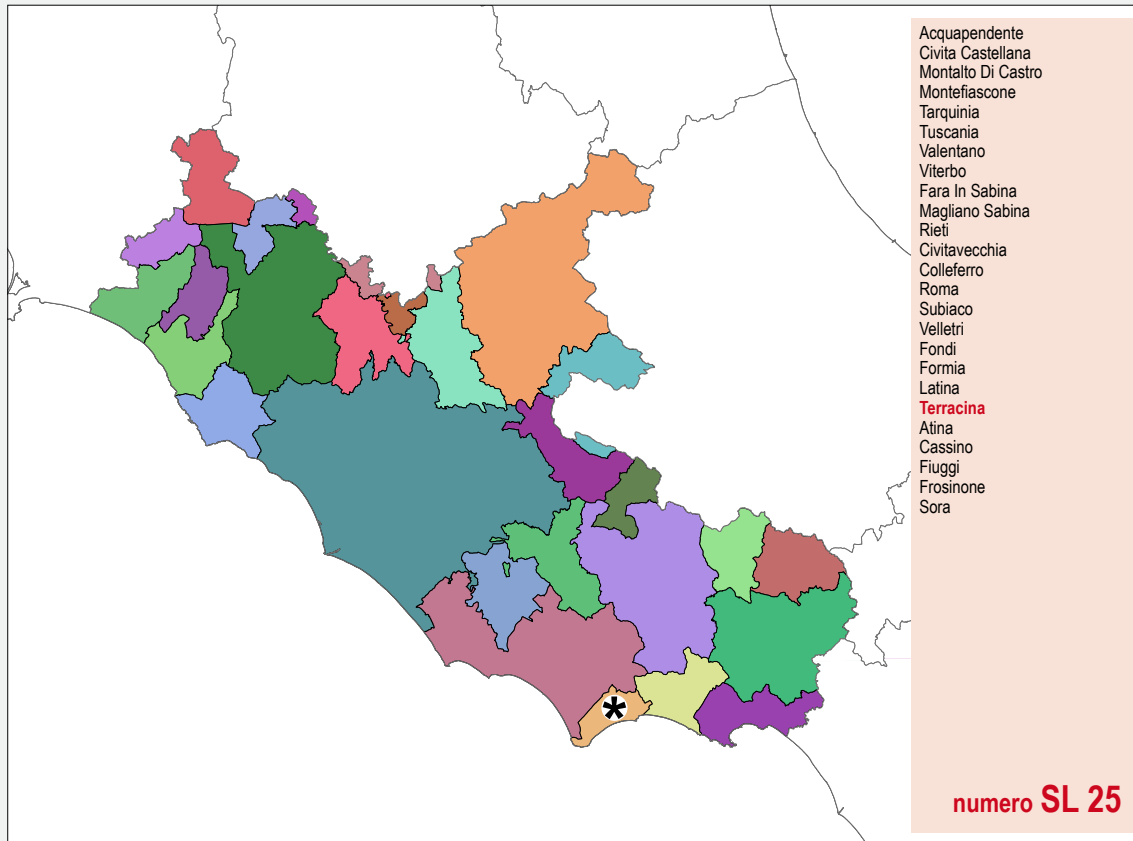 Acquapendente
Civita Castellana
Montalto Di Castro
Montefiascone
Tarquinia
Tuscania
Valentano
Viterbo
Fara In Sabina
Magliano Sabina
Rieti
Civitavecchia
Colleferro
Roma
Subiaco
Velletri
Fondi
Formia
Latina
Terracina
Atina
Cassino
Fiuggi
Frosinone
Sora
*
numero SL 25